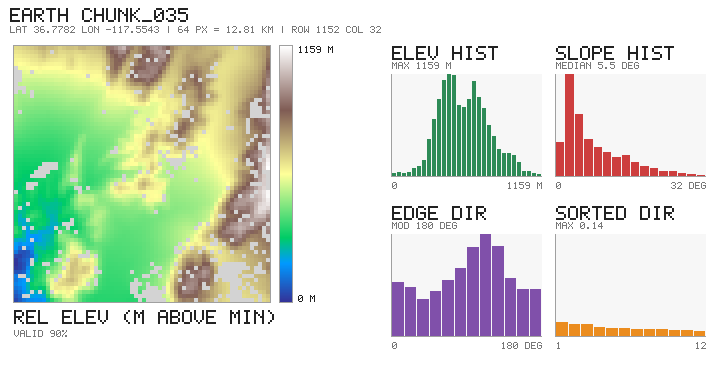 EARTH CHUNK_035
LAT 36.7782 LON -117.5543 | 64 PX = 12.81 KM | ROW 1152 COL 32
1159 M
0 M
REL ELEV (M ABOVE MIN)
VALID 90%
ELEV HIST
MAX 1159 M
0 1159 M
SLOPE HIST
MEDIAN 5.5 DEG
0 32 DEG
EDGE DIR
MOD 180 DEG
0 180 DEG
SORTED DIR
MAX 0.14
1 12